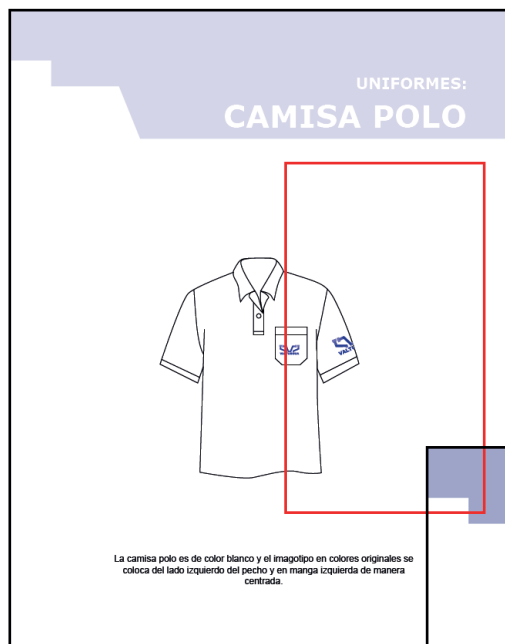 UNIFORMES:
CAMISA POLO
La camisa polo es de color blanco y el imagotipo en colores originales se
coloca del lado izquierdo del pecho y en manga izquierda de manera
centrada.